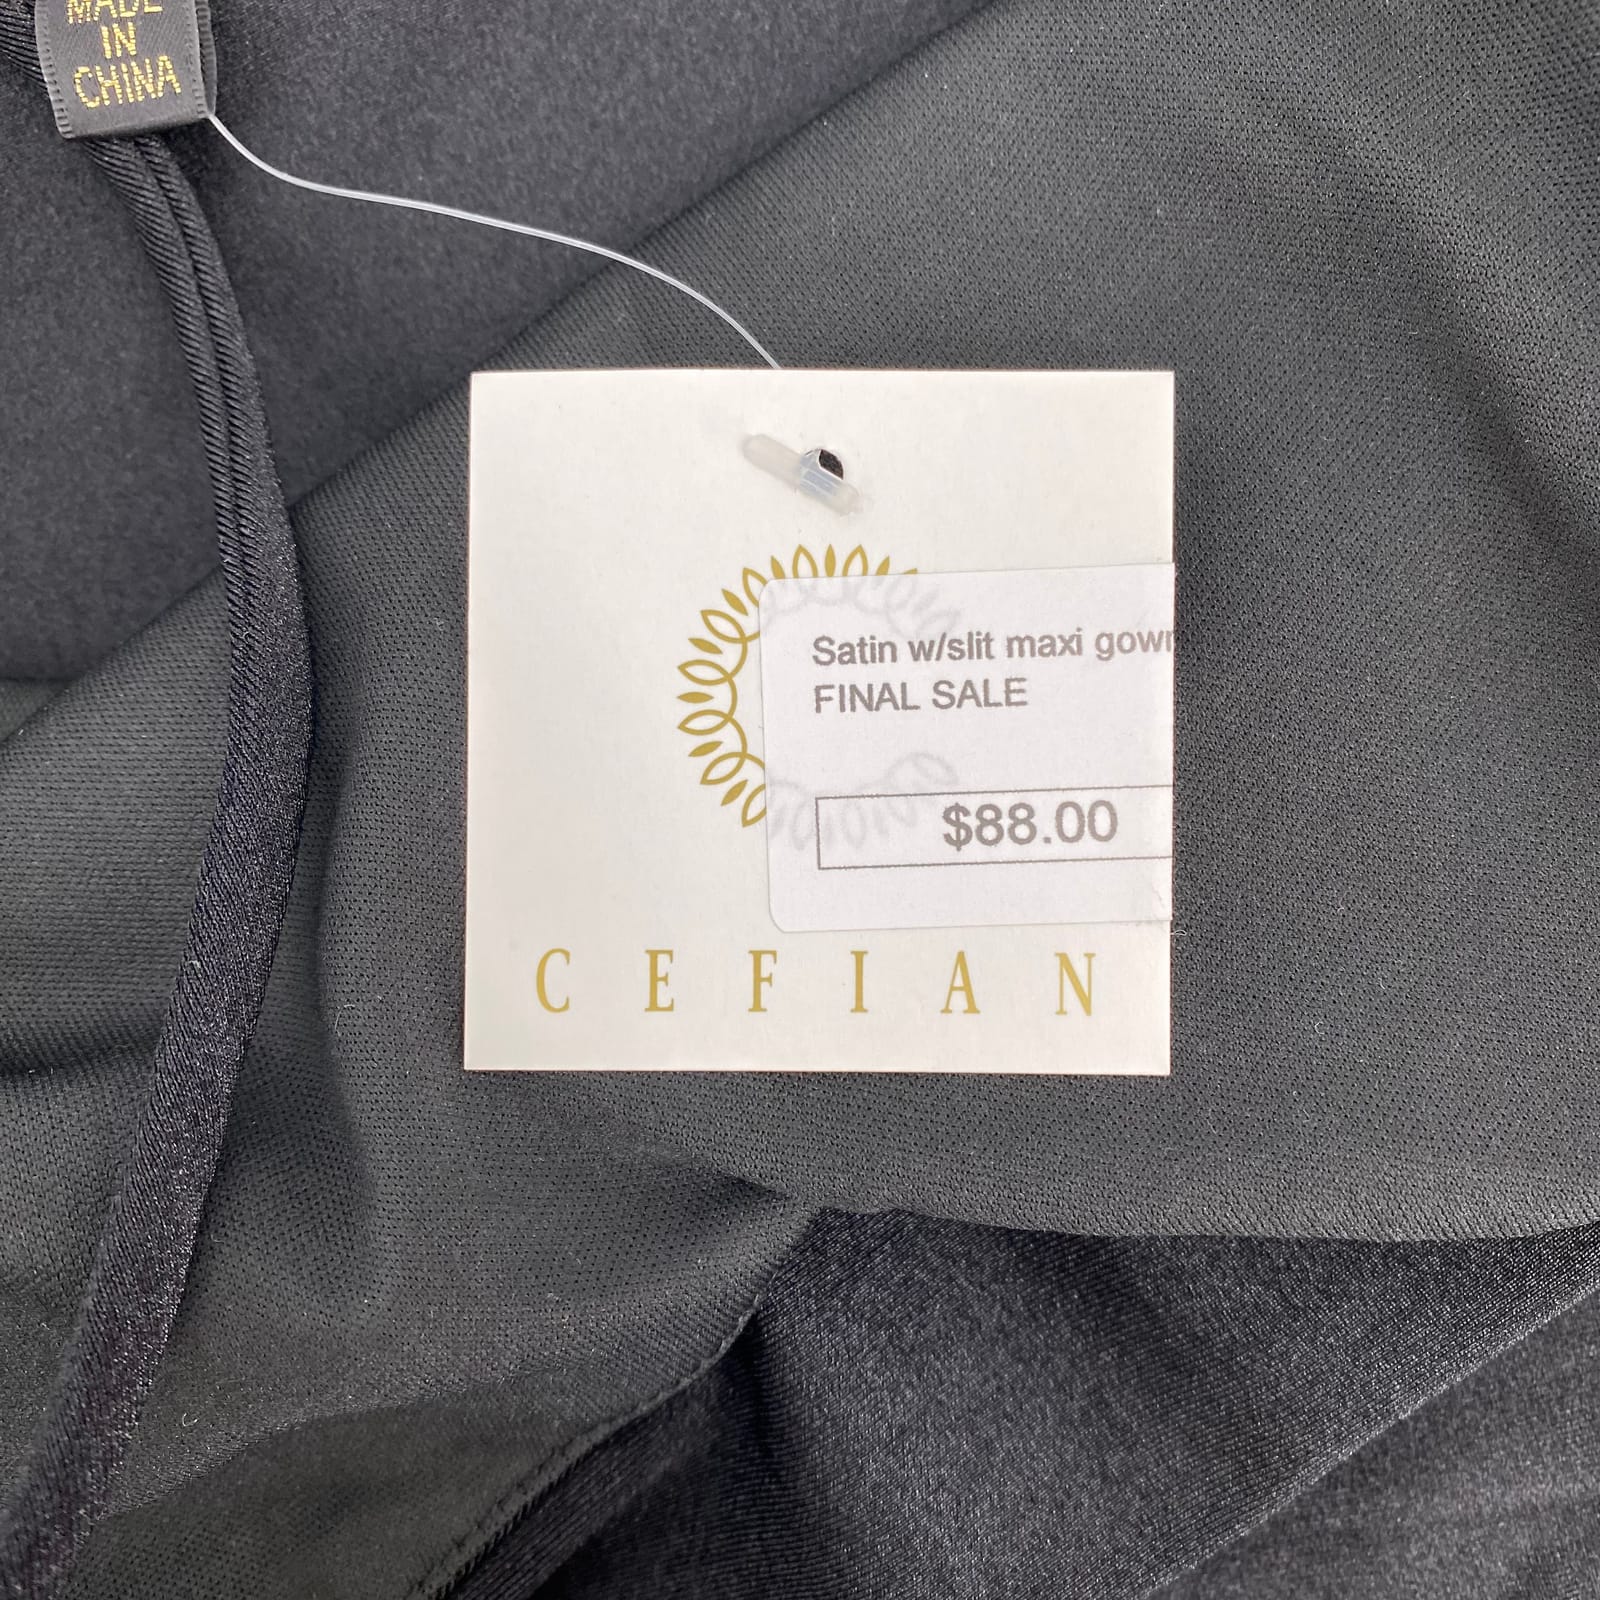 MADE
IN
CHINA
Satin w/slit maxi gown
FINAL SALE
$88.00
CEFIAN